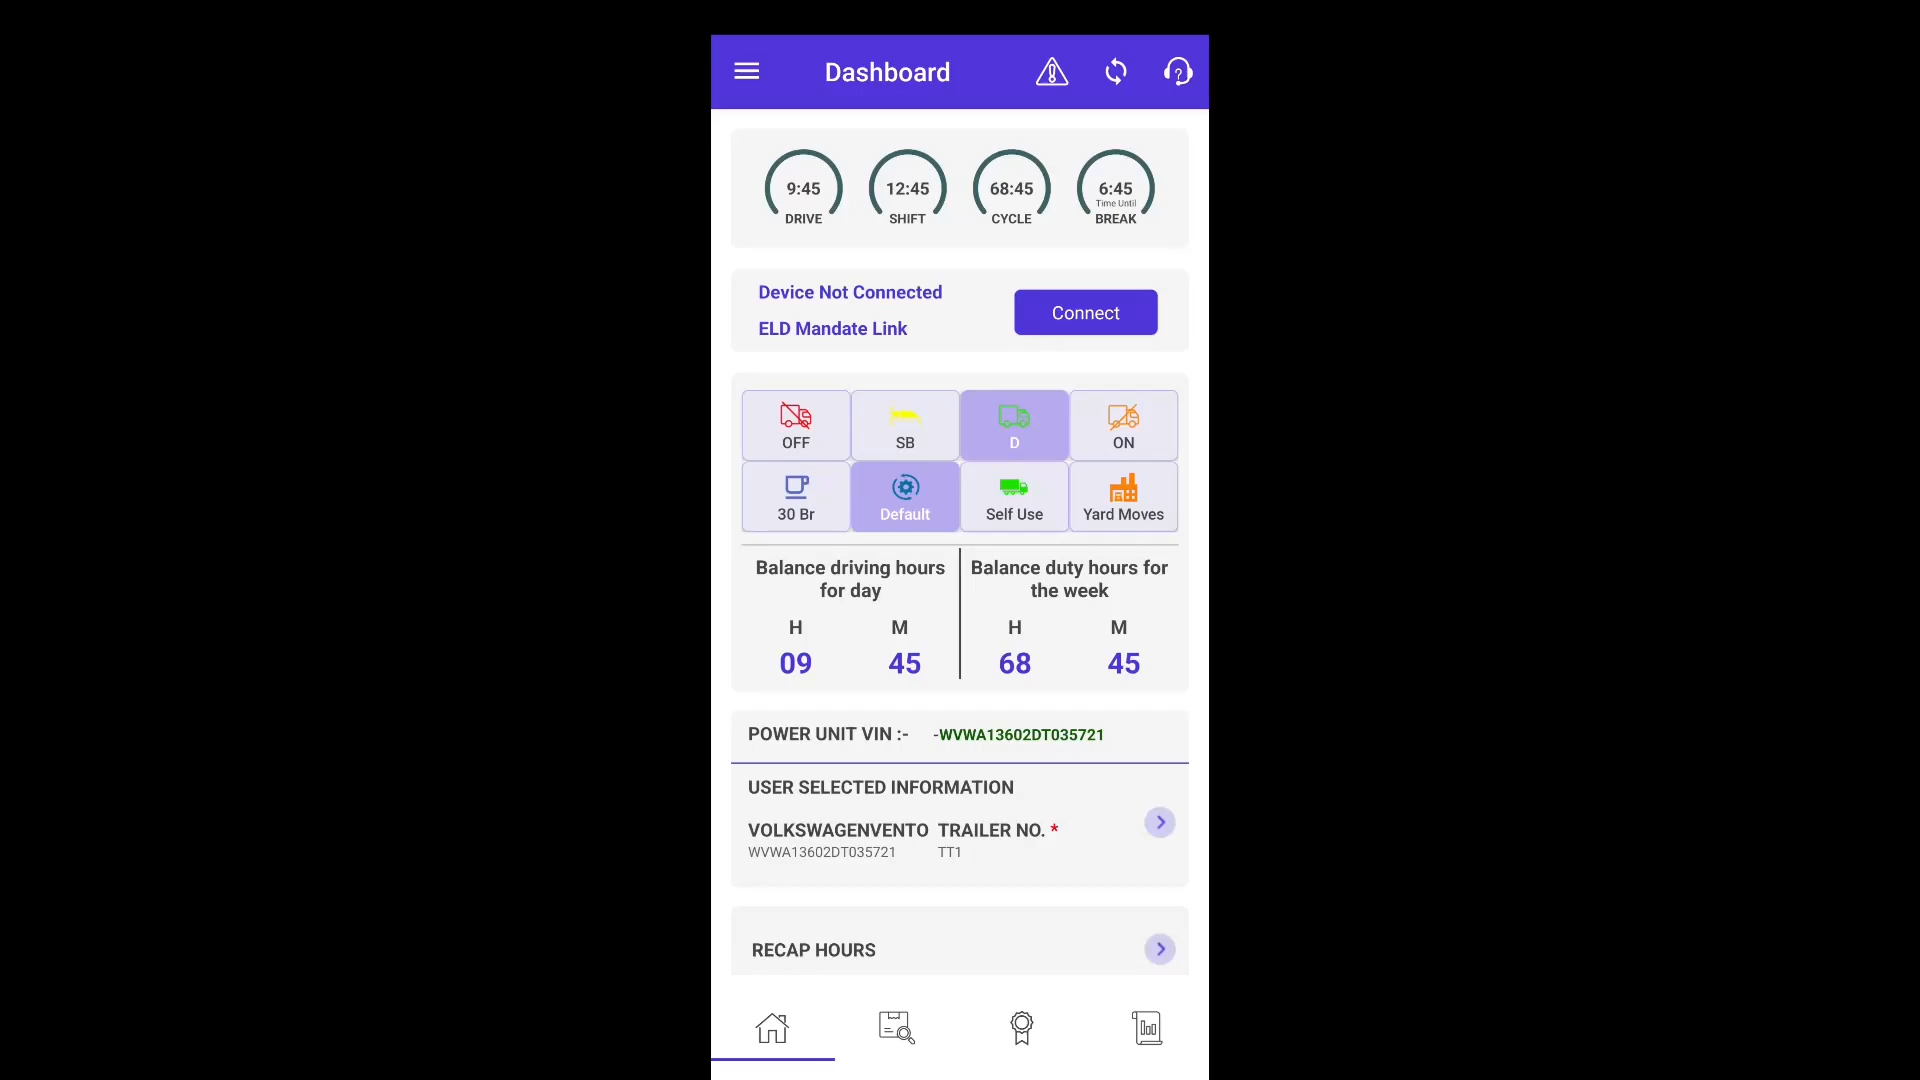 Dashboard
9:45 12:45 68:45 6:45
Time Until
DRIVE SHIFT CYCLE BREAK
Device Not Connected
Connect
ELD Mandate Link
OFF SB D ON
30 Br Default Self Use Yard Moves
Balance driving hours
for day
H M
09 45
Balance duty hours for
the week
H M
68 45
POWER UNIT VIN :- -WVWA13602DT035721
USER SELECTED INFORMATION
VOLKSWAGENVENTO TRAILER NO. *
WVWA13602DT035721 TT1
RECAP HOURS